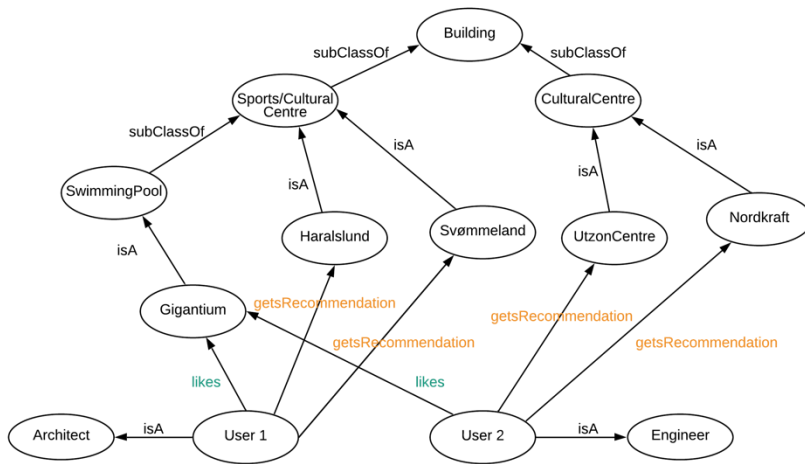 Building
subClassOf
subClassOf
Sports/Cultural
Centre
CulturalCentre
subClassOf
isA
isA
isA
isA
SwimmingPool
Haralslund
Svømmeland
UtzonCentre
Nordkraft
isA
Gigantium
getsRecommendation
getsRecommendation
getsRecommendation
getsRecommendation
likes
likes
Architect
isA
User 1
User 2
isA
Engineer